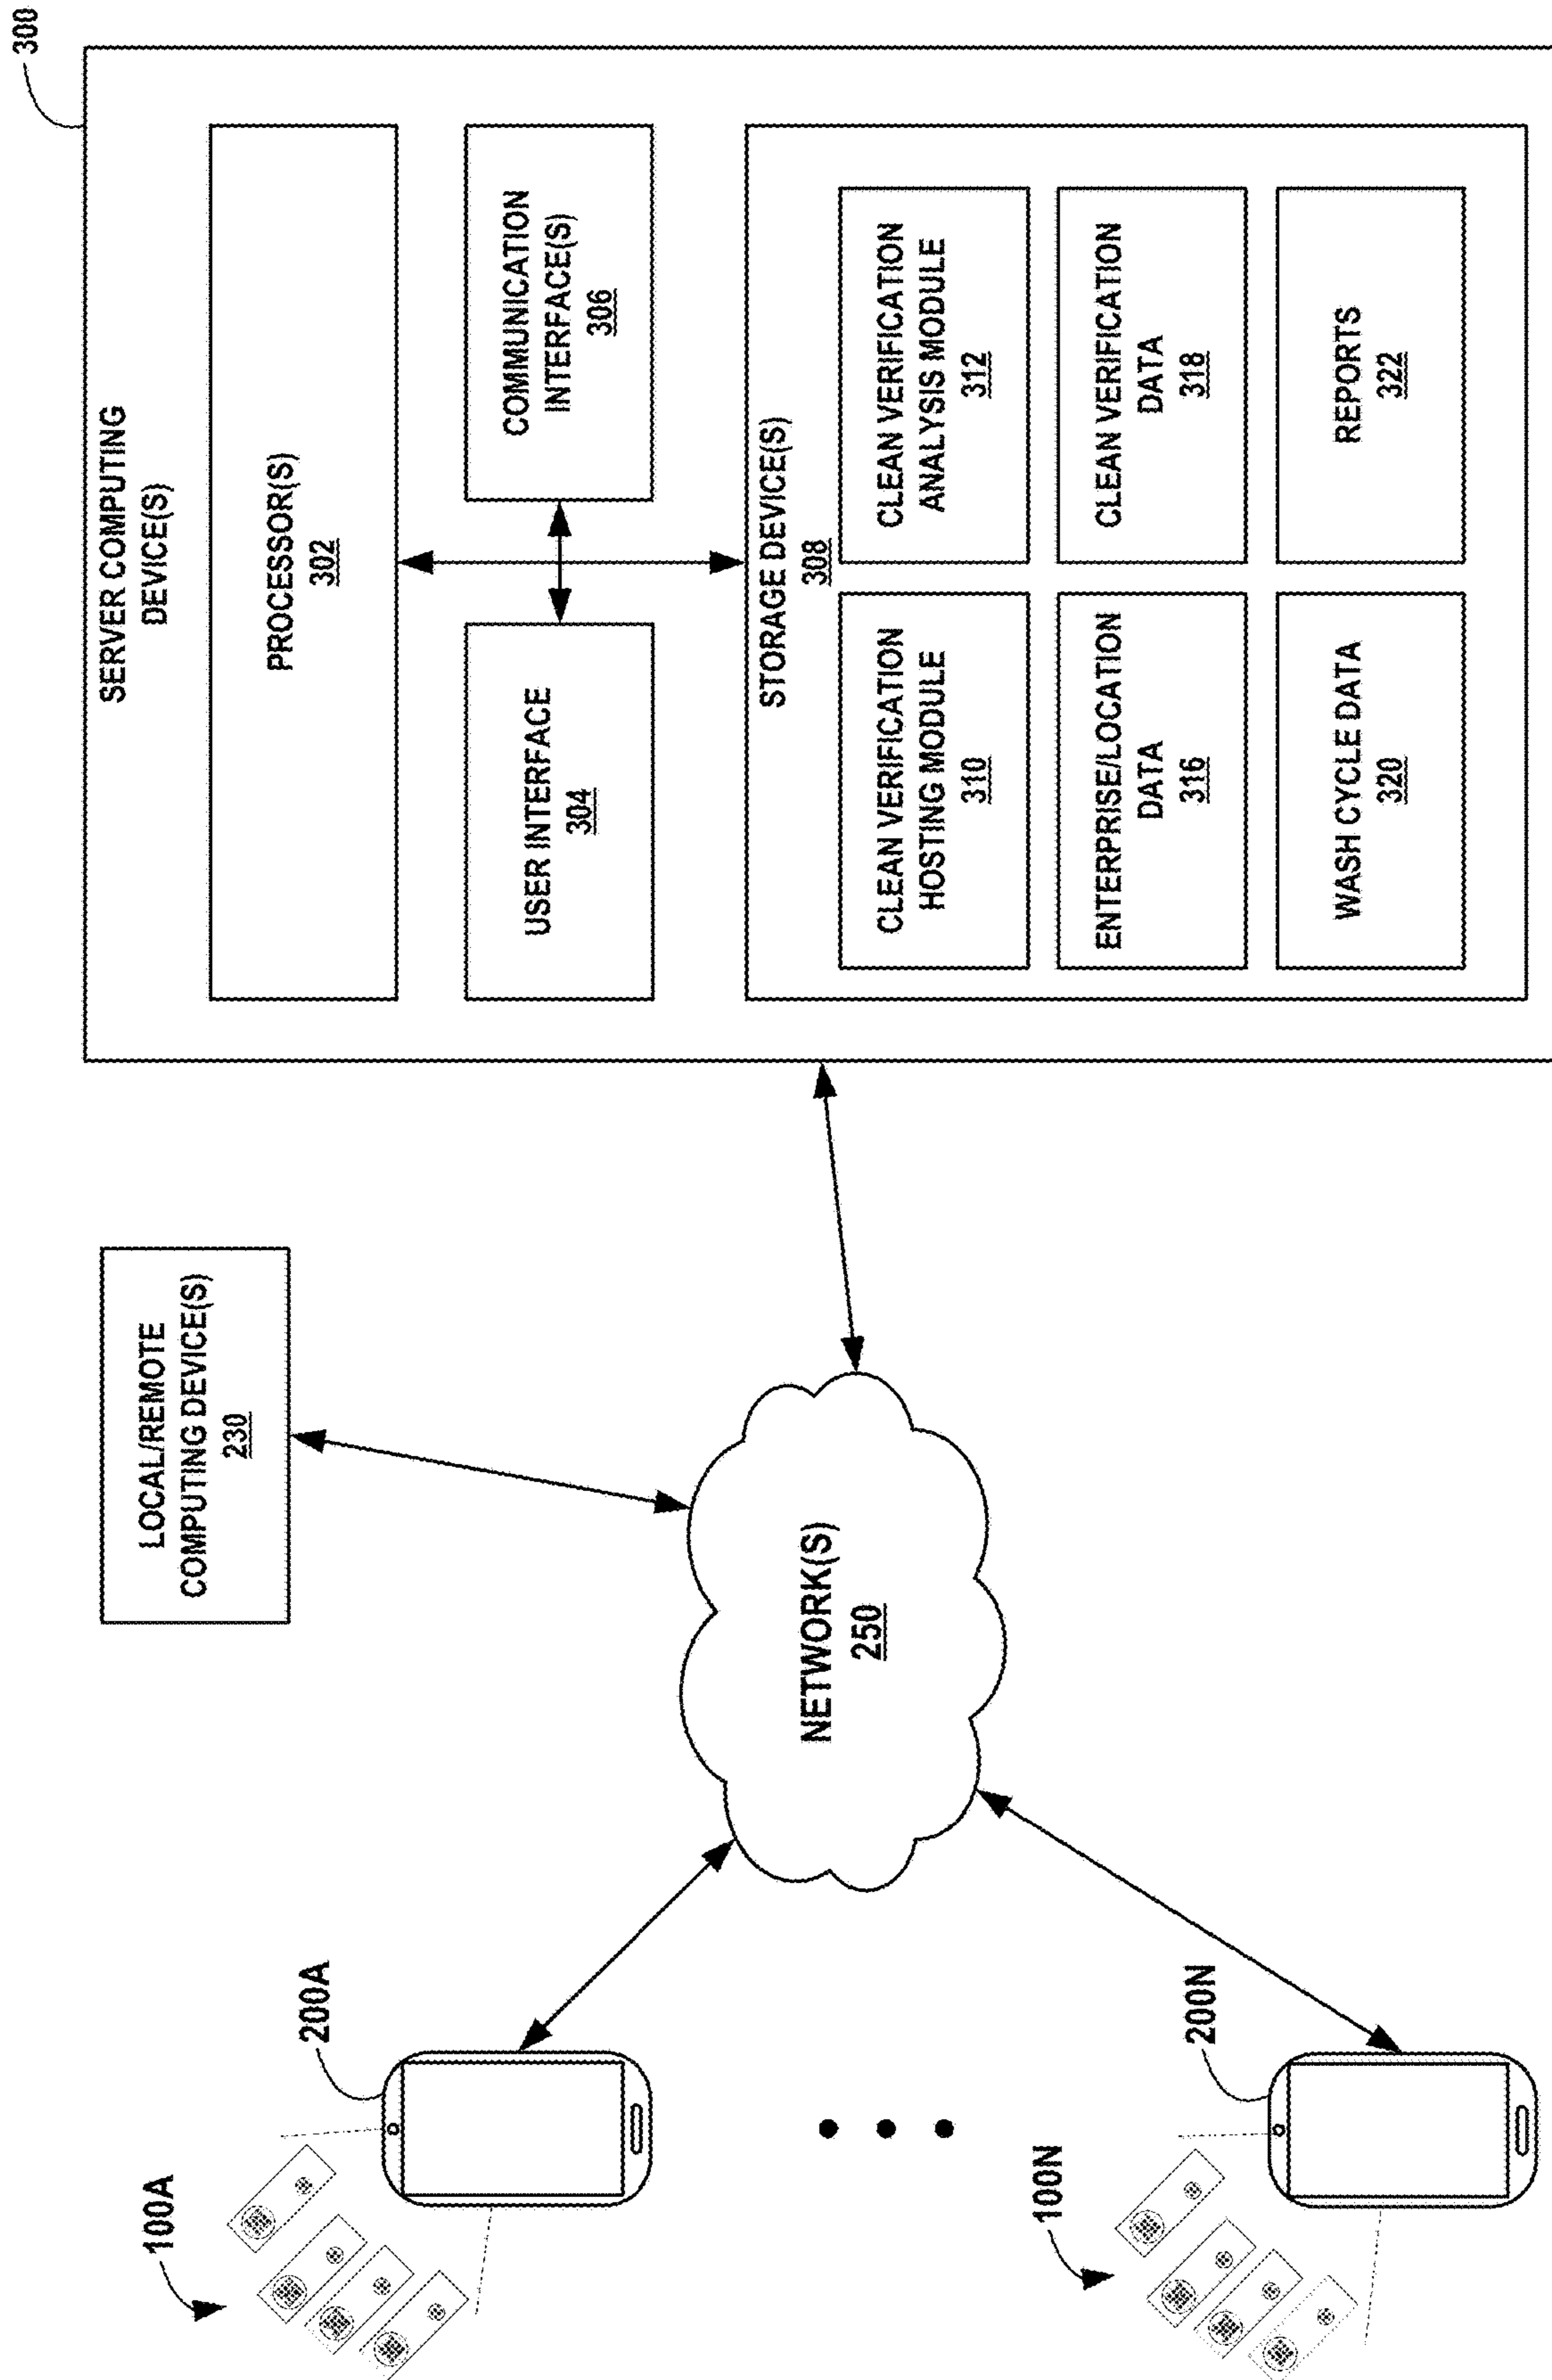 300
SERVER COMPUTING
DEVICE(S)
PROCESSOR(S)
302
USER INTERFACE
304
COMMUNICATION
INTERFACE(S)
306
STORAGE DEVICE(S)
308
CLEAN VERIFICATION
HOSTING MODULE
310
CLEAN VERIFICATION
ANALYSIS MODULE
312
ENTERPRISE/LOCATION
DATA
316
CLEAN VERIFICATION
DATA
318
WASH CYCLE DATA
320
REPORTS
322
LOCAL/REMOTE
COMPUTING DEVICE(S)
230
NETWORK(S)
250
100A
200A
100N
200N